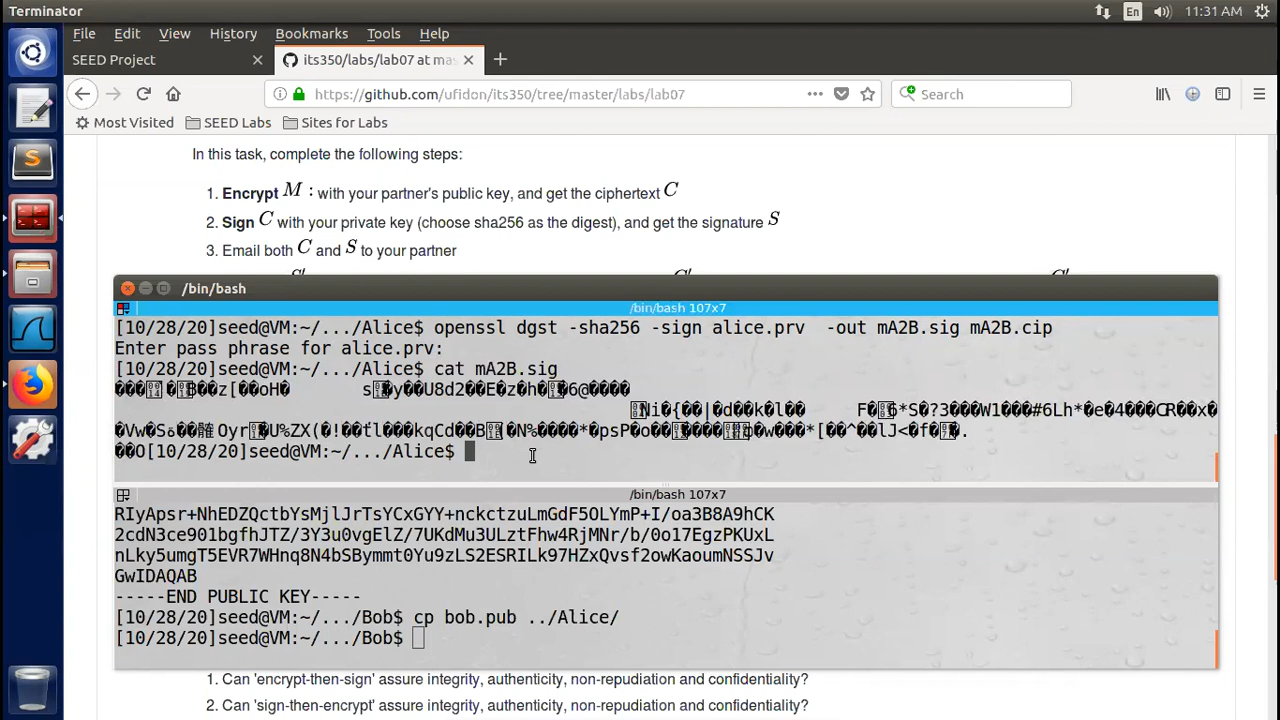 Terminator
En
11:31 AM
File Edit View History Bookmarks Tools Help
SEED Project
its350/labs/lab07 at mas
https://github.com/ufidon/its350/tree/master/labs/lab07
Search
Most Visited SEED Labs Sites for Labs
In this task, complete the following steps:
1. Encrypt M : with your partner's public key, and get the ciphertext C
2. Sign C with your private key (choose sha256 as the digest), and get the signature S
3. Email both C and S to your partner
/bin/bash
/bin/bash 107x7
[10/28/20]seed@VM:~/.../Alice$ openssl dgst -sha256 -sign alice.prv -out mA2B.sig mA2B.cip
Enter pass phrase for alice.prv:
[10/28/20]seed@VM:~/.../Alice$ cat mA2B.sig
[10/28/20]seed@VM:~/.../Alice$
/bin/bash 107x7
RIyApsr+NhEDZQctbYsMjlJrTsYCxGYY+nckctzuLmGdF5OLYmP+I/oa3B8A9hCK
2cdN3ce901bgfhJTZ/3Y3u0vgElZ/7UKdMu3ULztFhw4RjMNr/b/0o17EgzPKUxL
nLky5umgT5EVR7WHnq8N4bSBymmt0Yu9zLS2ESRILk97HZxQvsf2owKaoumNSSJv
GwIDAQAB
-----END PUBLIC KEY-----
[10/28/20]seed@VM:~/.../Bob$ cp bob.pub ../Alice/
[10/28/20]seed@VM:~/.../Bob$
1. Can 'encrypt-then-sign' assure integrity, authenticity, non-repudiation and confidentiality?
2. Can 'sign-then-encrypt' assure integrity, authenticity, non-repudiation and confidentiality?